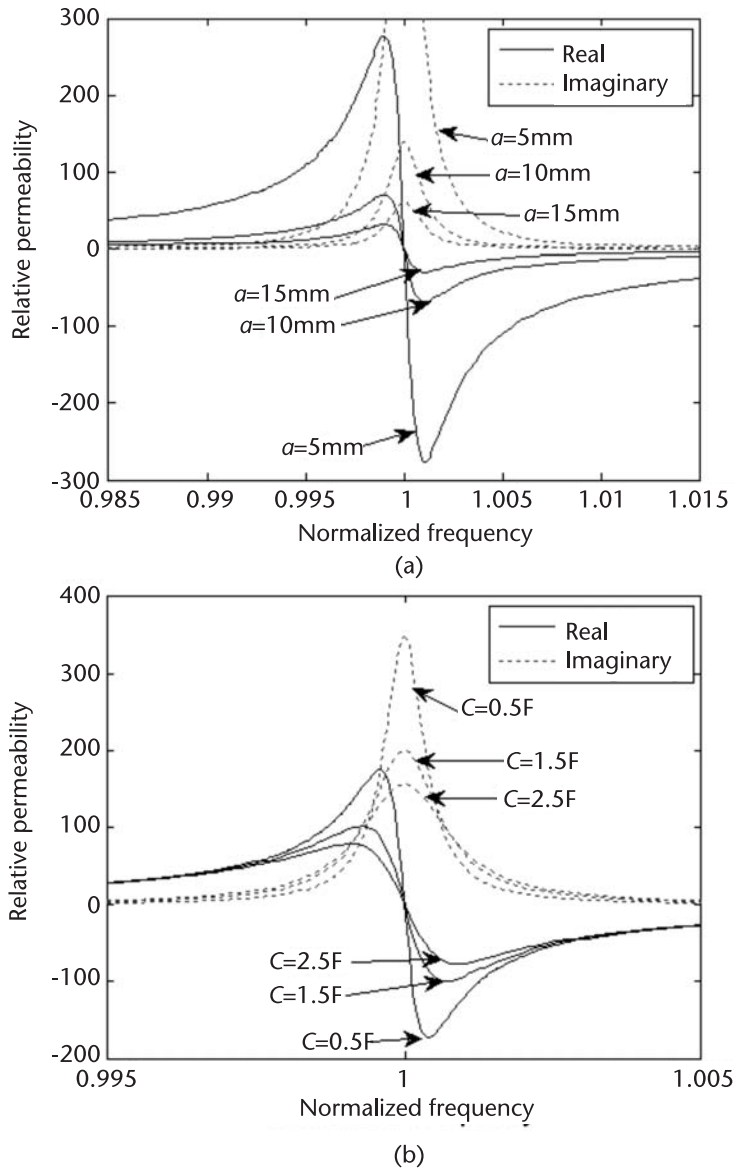 300
200
100
0
-100
-200
-300
Relative permeability
Real
Imaginary
a=5mm
a=10mm
a=15mm
a=15mm
a=10mm
a=5mm
0.985 0.99 0.995 1 1.005 1.01 1.015
Normalized frequency
(a)
400
300
200
100
0
-100
-200
Relative permeability
Real
Imaginary
C=0.5F
C=1.5F
C=2.5F
C=2.5F
C=1.5F
C=0.5F
0.995 1 1.005
Normalized frequency
(b)